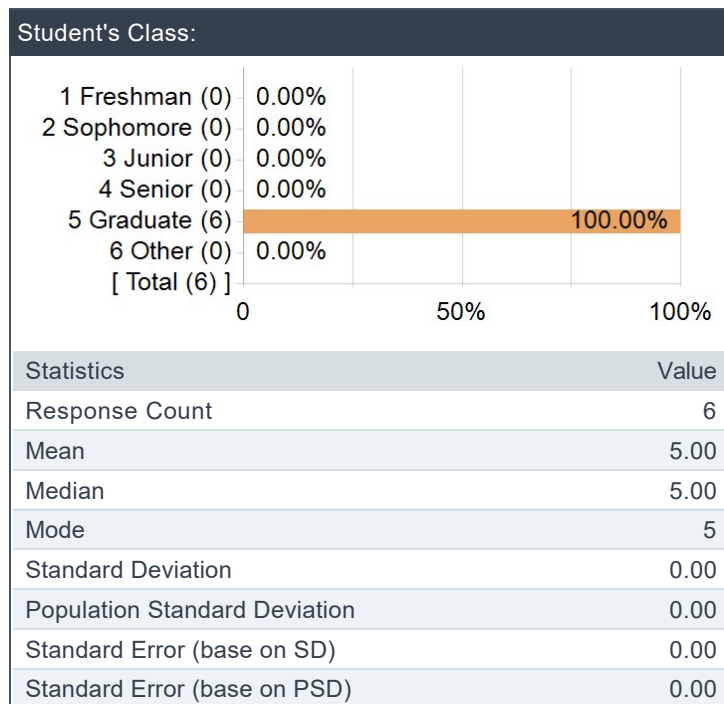 Student's Class:
1 Freshman (0) 0.00%
2 Sophomore (0) 0.00%
3 Junior (0) 0.00%
4 Senior (0) 0.00%
5 Graduate (6) 100.00%
6 Other (0) 0.00%
[ Total (6) ]
0 50% 100%
Statistics Value
Response Count 6
Mean 5.00
Median 5.00
Mode 5
Standard Deviation 0.00
Population Standard Deviation 0.00
Standard Error (base on SD) 0.00
Standard Error (base on PSD) 0.00